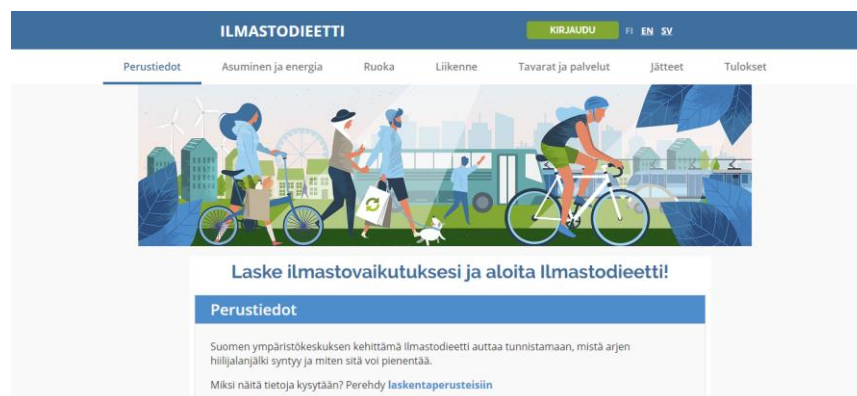 ILMASTODIEETTI KIRJAUDU FI EN SV
Perustiedot Asuminen ja energia Ruoka Liikenne Tavarat ja palvelut Jätteet Tulokset
Laske ilmastovaikutuksesi ja aloita Ilmastodieetti!
Perustiedot
Suomen ympäristökeskuksen kehittämä Ilmastodieetti auttaa tunnistamaan, mistä arjen
hiilijalanjälki syntyy ja miten sitä voi pienentää.
Miksi näitä tietoja kysytään? Perehdy laskentaperusteisiin